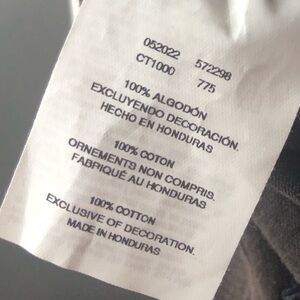 052022 572298
CT1000 775
100% ALGODÓN
EXCLUYENDO DECORACIÓN.
HECHO EN HONDURAS
100% COTON
ORNEMENTS NON COMPRIS.
FABRIQUÉ AU HONDURAS
100% COTTON
EXCLUSIVE OF DECORATION.
MADE IN HONDURAS